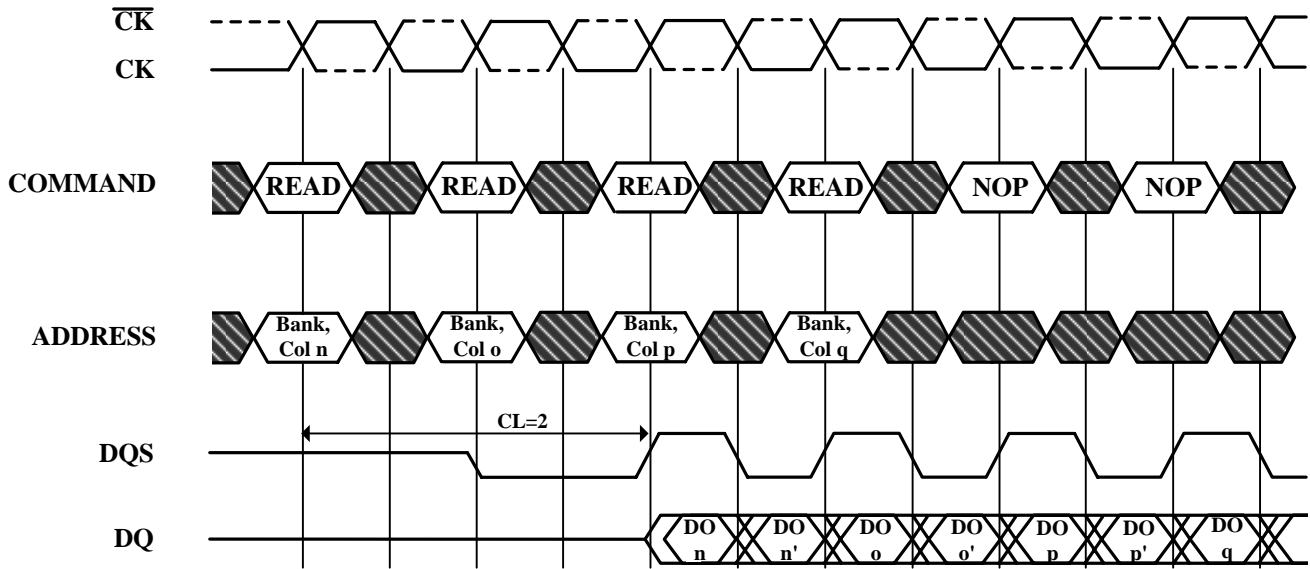 CK
CK
COMMAND READ READ READ READ NOP NOP
ADDRESS
Bank, Col n
Bank, Col o
Bank, Col p
Bank, Col q
CL=2
DQS
DQ
DO n
DO n'
DO o
DO o'
DO p
DO p'
DO q